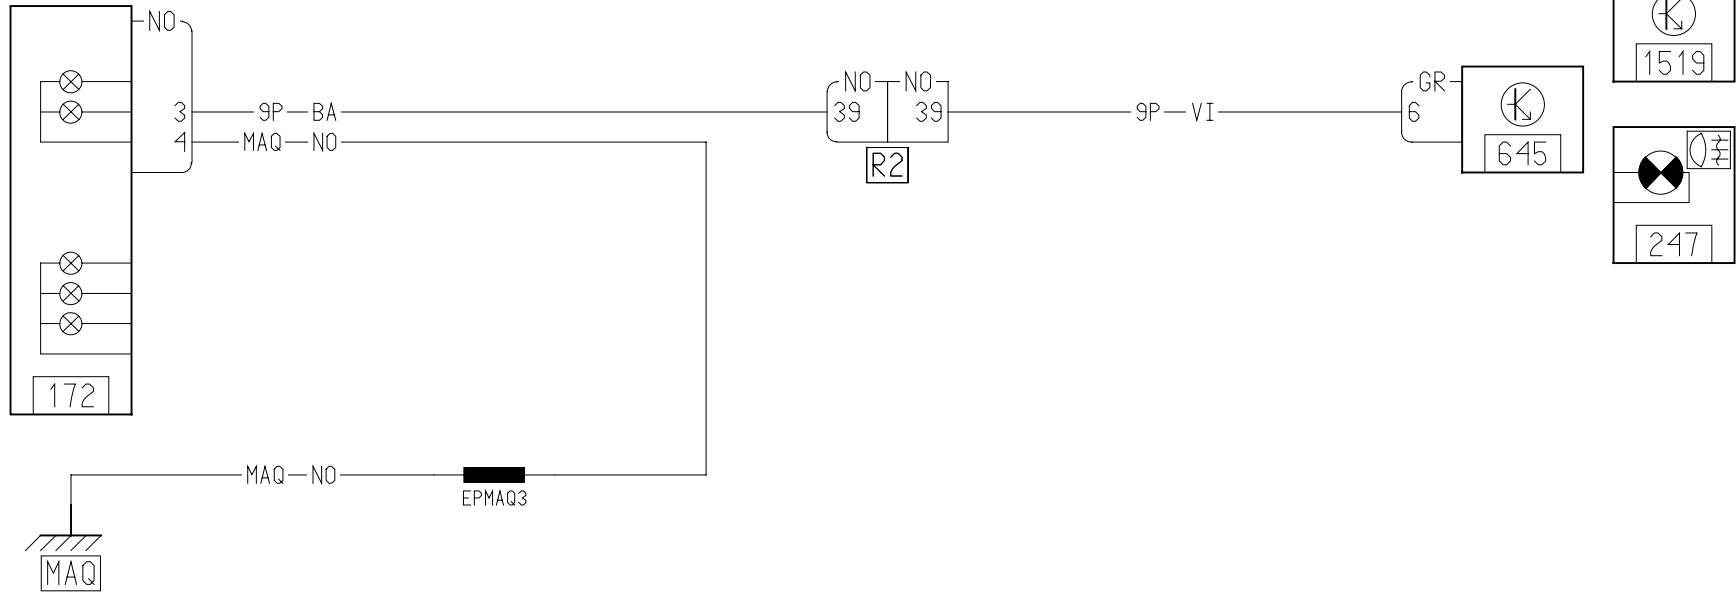 NO
1519
NO NO GR
3 9P BA 39 39 9P VI 6
4 MAQ NO
R2 645
247
172
MAQ NO
EPMAQ3
MAQ